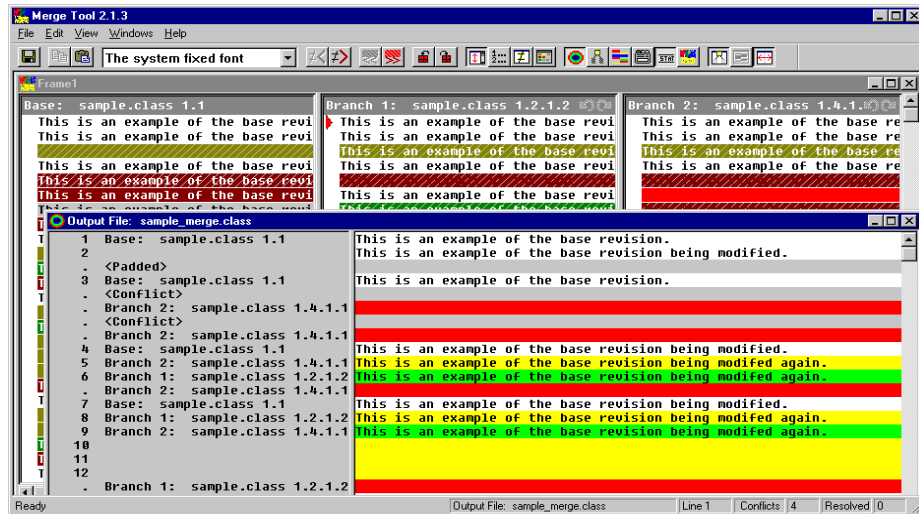 Merge Tool 2.1.3
File Edit View Windows Help
The system fixed font
Frame1
Base: sample.class 1.1
This is an example of the base revi
This is an example of the base revi
This is an example of the base revi
This is an example of the base revi
This is an example of the base revi
Branch 1: sample.class 1.2.1.2
This is an example of the base revi
This is an example of the base revi
This is an example of the base revi
This is an example of the base revi
This is an example of the base revi
Branch 2: sample.class 1.4.1.
This is an example of the base re
This is an example of the base re
This is an example of the base re
This is an example of the base re
Output File: sample_merge.class
1 Base: sample.class 1.1 This is an example of the base revision.
2 This is an example of the base revision being modified.
. <Padded>
3 Base: sample.class 1.1 This is an example of the base revision.
. <Conflict>
. Branch 2: sample.class 1.4.1.1
. <Conflict>
. Branch 2: sample.class 1.4.1.1
4 Base: sample.class 1.1 This is an example of the base revision being modified.
5 Branch 2: sample.class 1.4.1.1 This is an example of the base revision being modifed again.
6 Branch 1: sample.class 1.2.1.2 This is an example of the base revision being modifed again.
. Branch 2: sample.class 1.4.1.1
7 Base: sample.class 1.1 This is an example of the base revision being modified.
8 Branch 1: sample.class 1.2.1.2 This is an example of the base revision being modifed again.
9 Branch 2: sample.class 1.4.1.1 This is an example of the base revision being modifed again.
10
11
12
. Branch 1: sample.class 1.2.1.2
Ready
Output File: sample_merge.class
Line 1
Conflicts 4
Resolved 0